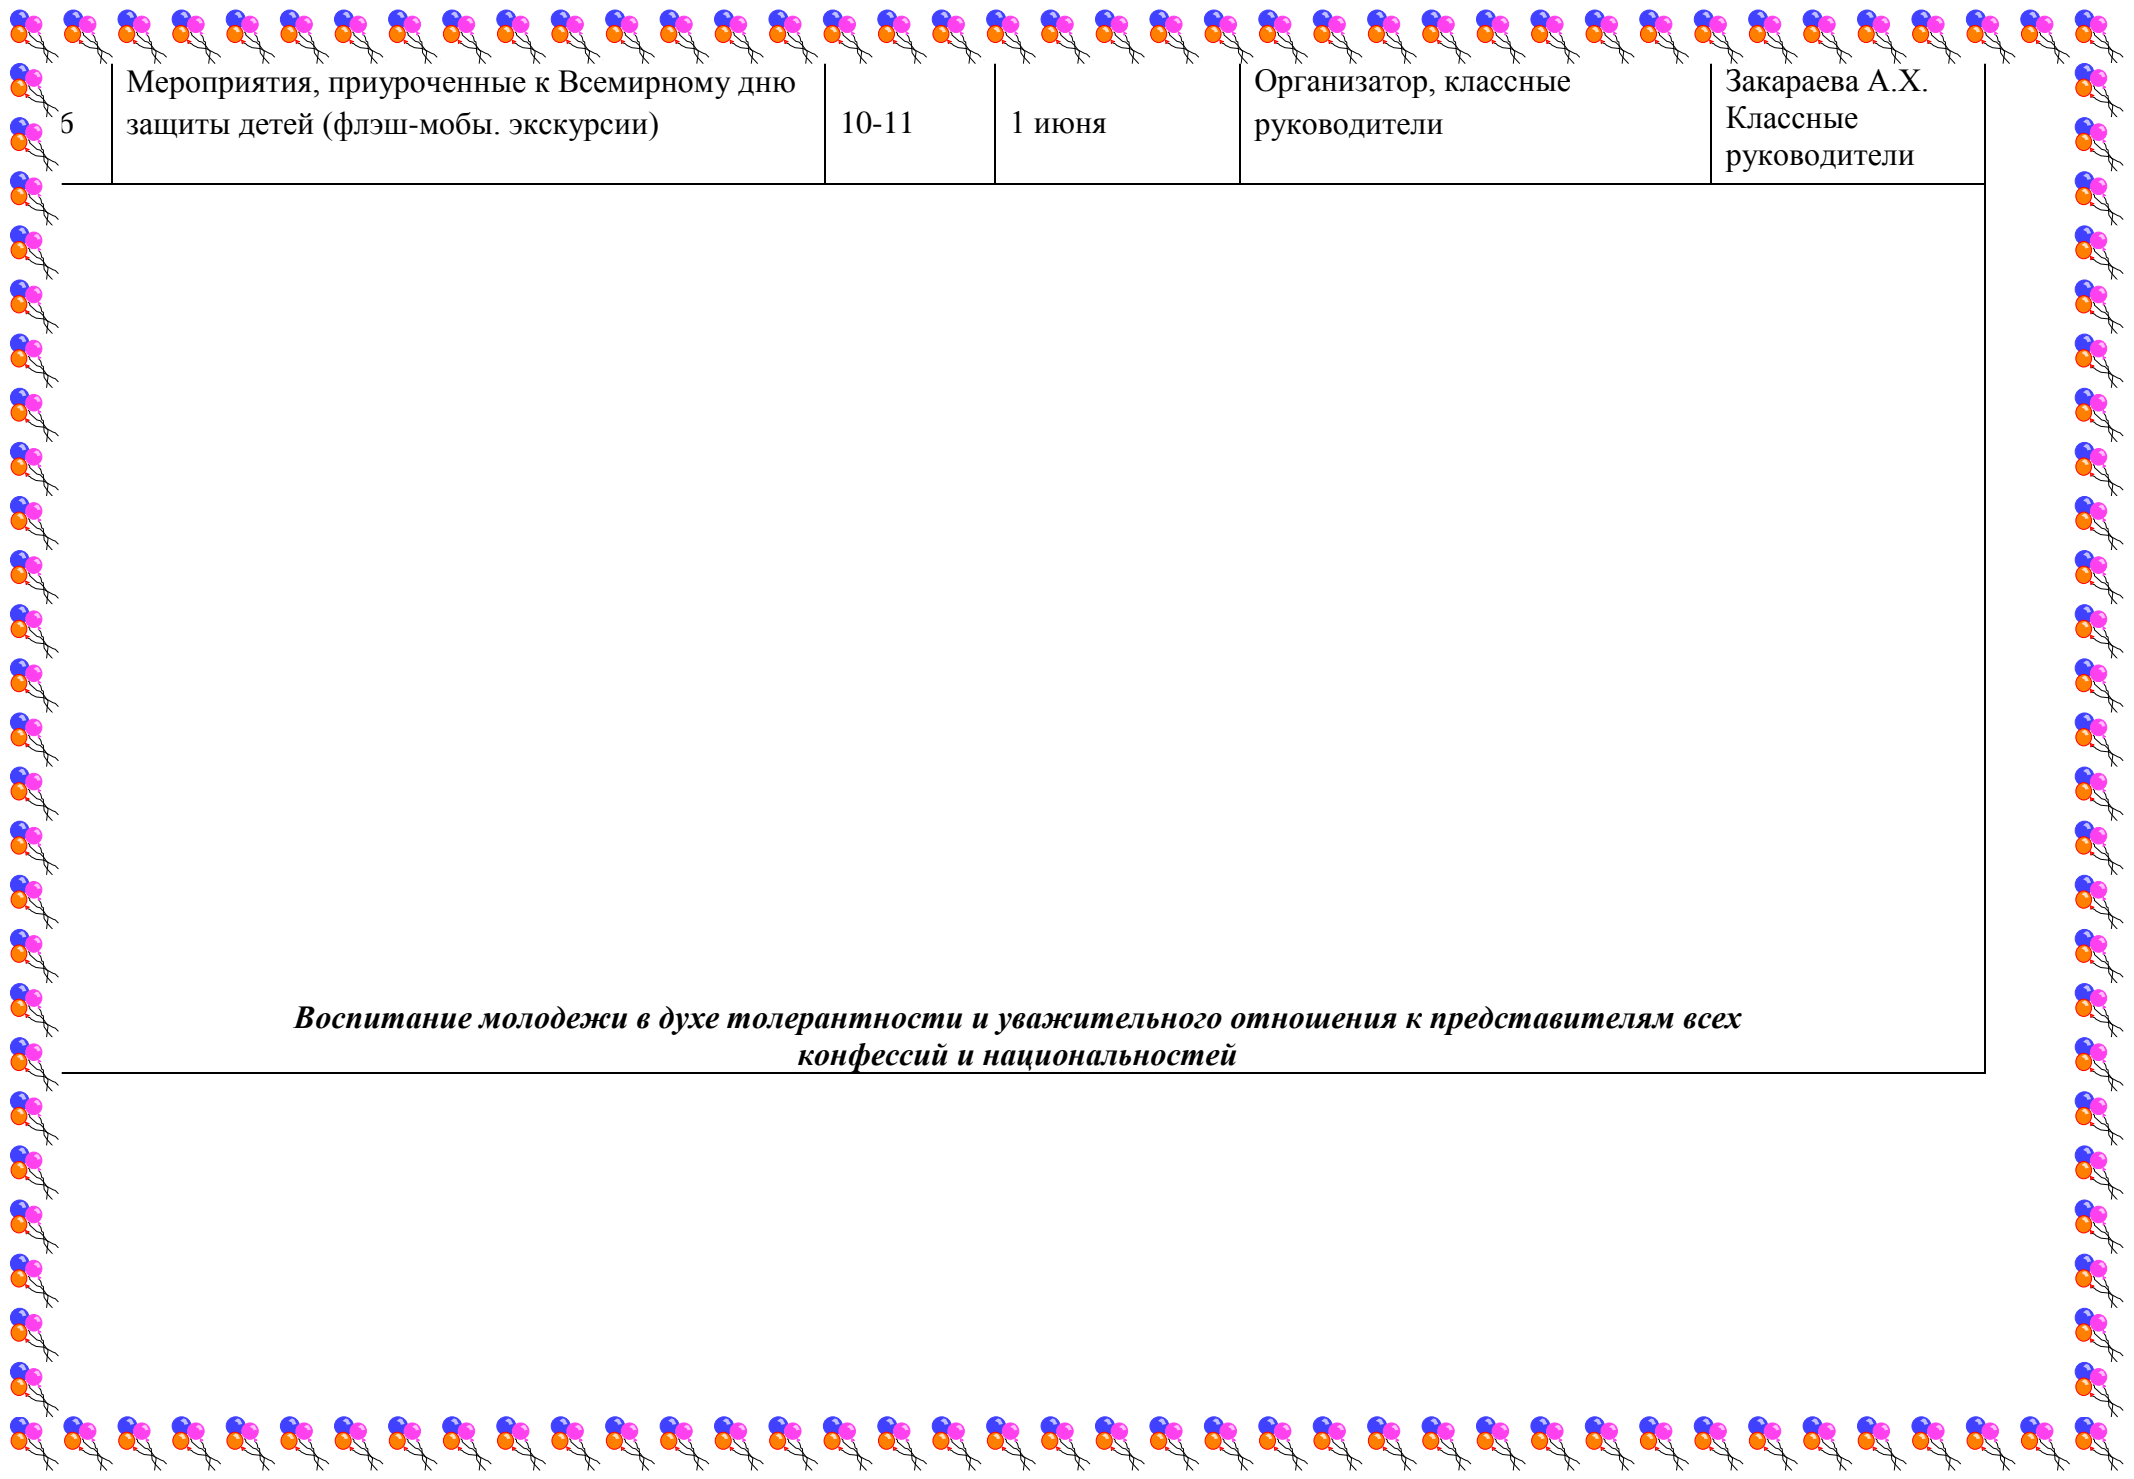 Мероприятия, приуроченные к Всемирному дню
защиты детей (флэш-мобы. экскурсии)
10-11
1 июня
Организатор, классные
руководители
Закараева А.Х.
Классные
руководители
Воспитание молодежи в духе толерантности и уважительного отношения к представителям всех
конфессий и национальностей